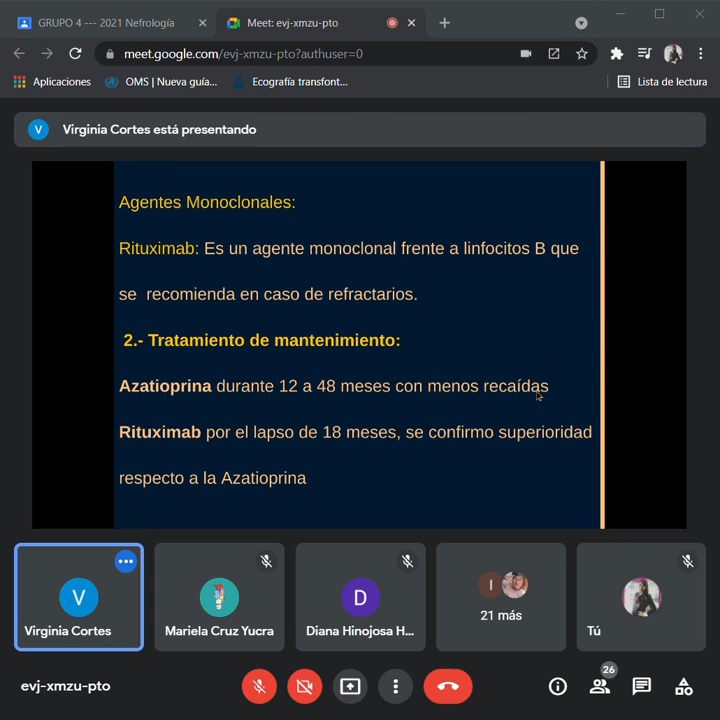 GRUPO 4 --- 2021 Nefrología
Meet: evj-xmzu-pto
meet.google.com/evj-xmzu-pto?authuser=0
Aplicaciones
OMS | Nueva guía...
Ecografía transfont...
Lista de lectura
V
Virginia Cortes está presentando
Agentes Monoclonales:
Rituximab: Es un agente monoclonal frente a linfocitos B que
se recomienda en caso de refractarios.
2.- Tratamiento de mantenimiento:
Azatioprina durante 12 a 48 meses con menos recaídas
Rituximab por el lapso de 18 meses, se confirmo superioridad
respecto a la Azatioprina
V
Virginia Cortes
Mariela Cruz Yucra
D
Diana Hinojosa H...
I
21 más
Tú
evj-xmzu-pto
26